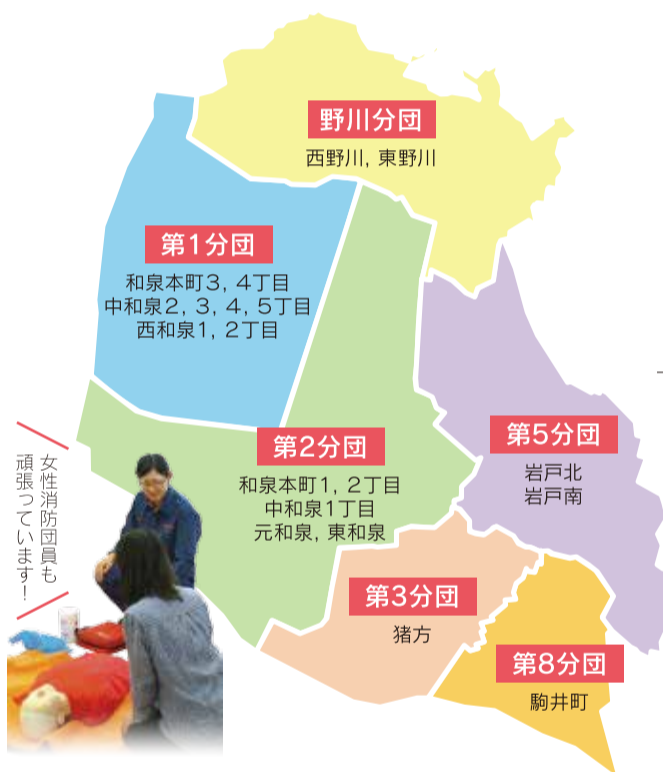 野川分団
西野川, 東野川
第1分団
和泉本町3, 4丁目
中和泉2, 3, 4, 5丁目
西和泉1, 2丁目
第2分団
和泉本町1, 2丁目
中和泉1丁目
元和泉, 東和泉
第5分団
岩戸北
岩戸南
第3分団
猪方
第8分団
駒井町
女性消防団員も
頑張っています！